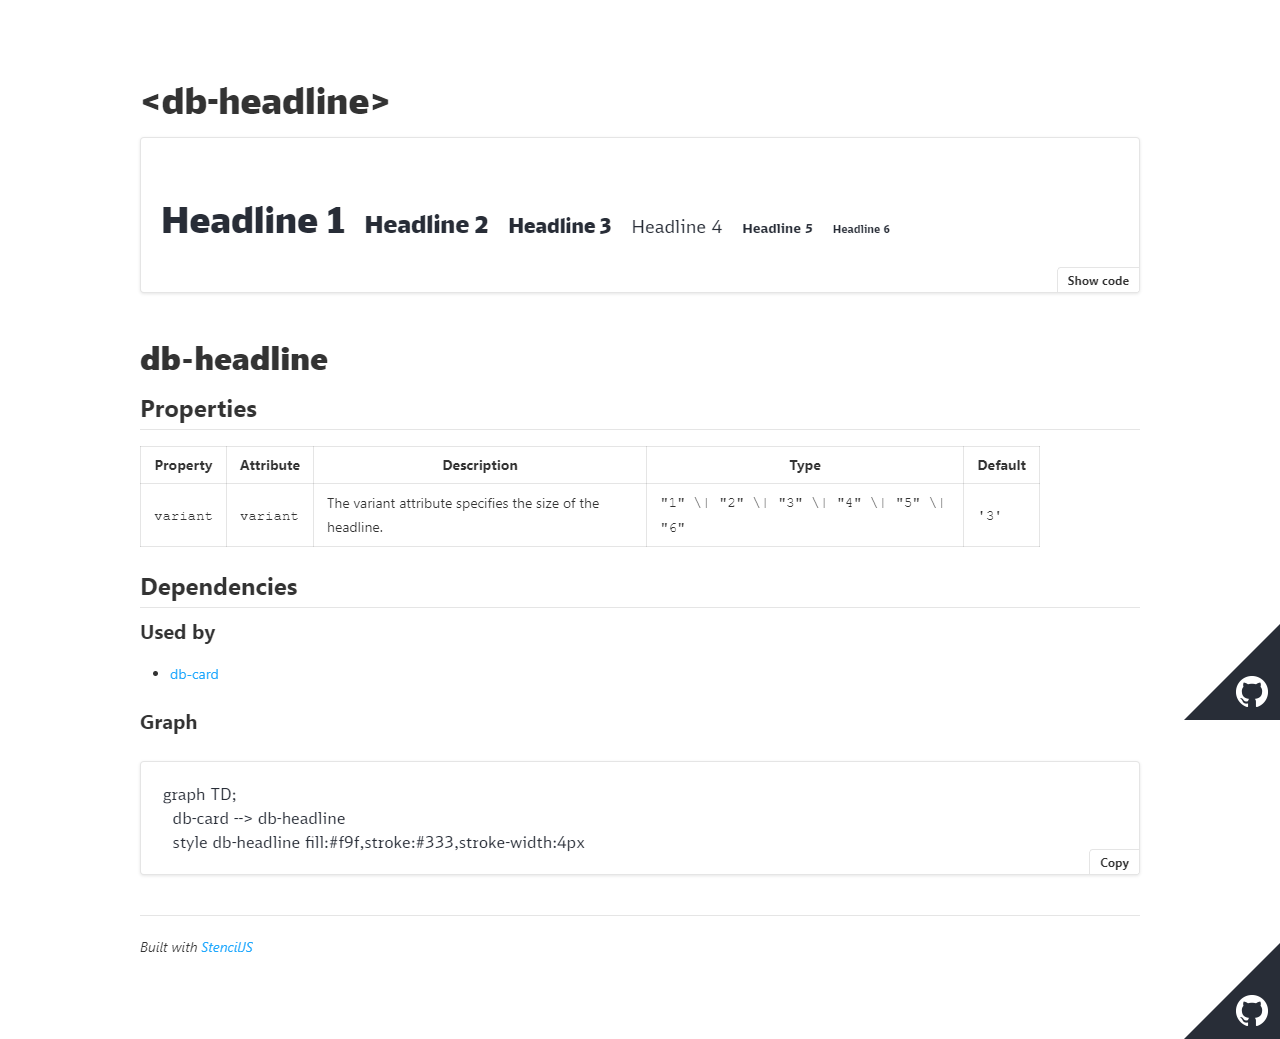 <db-headline>
Headline 1 Headline 2 Headline 3 Headline 4 Headline 5 Headline 6
Show code
db-headline
Properties
Property Attribute Description Type Default
variant variant The variant attribute specifies the size of the headline. "1" \| "2" \| "3" \| "4" \| "5" \| "6" '3'
Dependencies
Used by
db-card
Graph
graph TD;
db-card --> db-headline
style db-headline fill:#f9f,stroke:#333,stroke-width:4px
Copy
Built with StencilJS